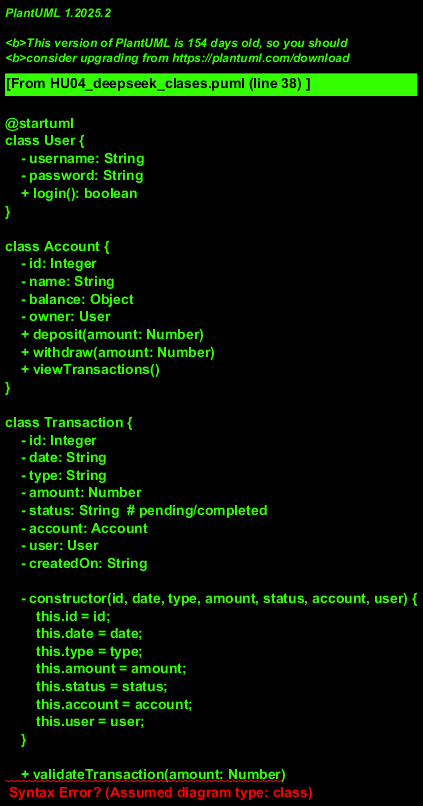 PlantUML 1.2025.2
<b>This version of PlantUML is 154 days old, so you should
<b>consider upgrading from https://plantuml.com/download
[From HU04_deepseek_clases.puml (line 38) ]
@startuml
class User {
- username: String
- password: String
+ login(): boolean
}
class Account {
- id: Integer
- name: String
- balance: Object
- owner: User
+ deposit(amount: Number)
+ withdraw(amount: Number)
+ viewTransactions()
}
class Transaction {
- id: Integer
- date: String
- type: String
- amount: Number
- status: String  # pending/completed
- account: Account
- user: User
- createdOn: String
- constructor(id, date, type, amount, status, account, user) {
this.id = id;
this.date = date;
this.type = type;
this.amount = amount;
this.status = status;
this.account = account;
this.user = user;
}
+ validateTransaction(amount: Number)
Syntax Error? (Assumed diagram type: class)